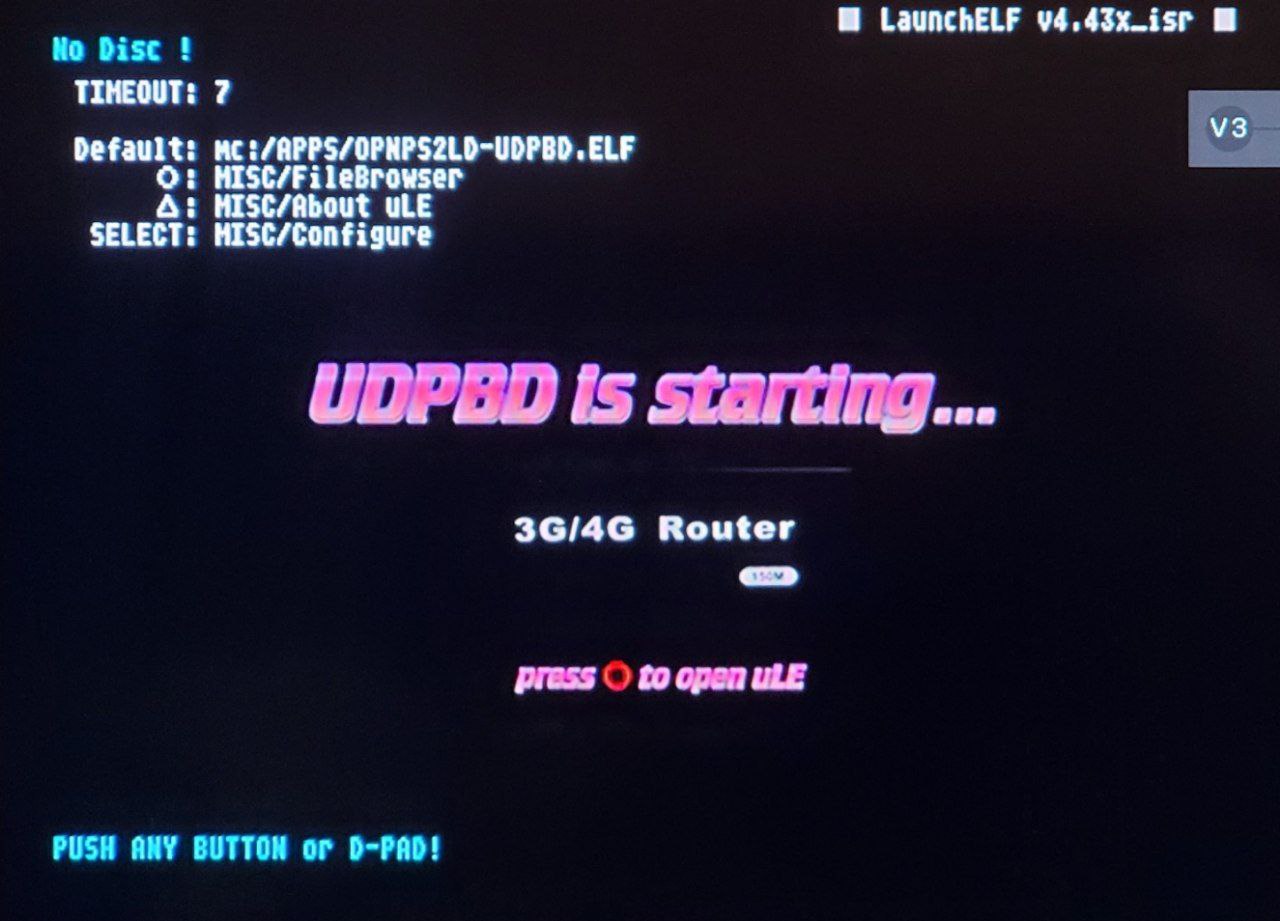 ■ LaunchELF v4.43x_isr ■
No Disc !
TIMEOUT: 7
V3
Default: mc:/APPS/OPNPS2LD-UDPBD.ELF
O: MISC/FileBrowser
Δ: MISC/About uLE
SELECT: MISC/Configure
UDPBD is starting...
3G/4G Router
150M
press O to open uLE
PUSH ANY BUTTON or D-PAD!